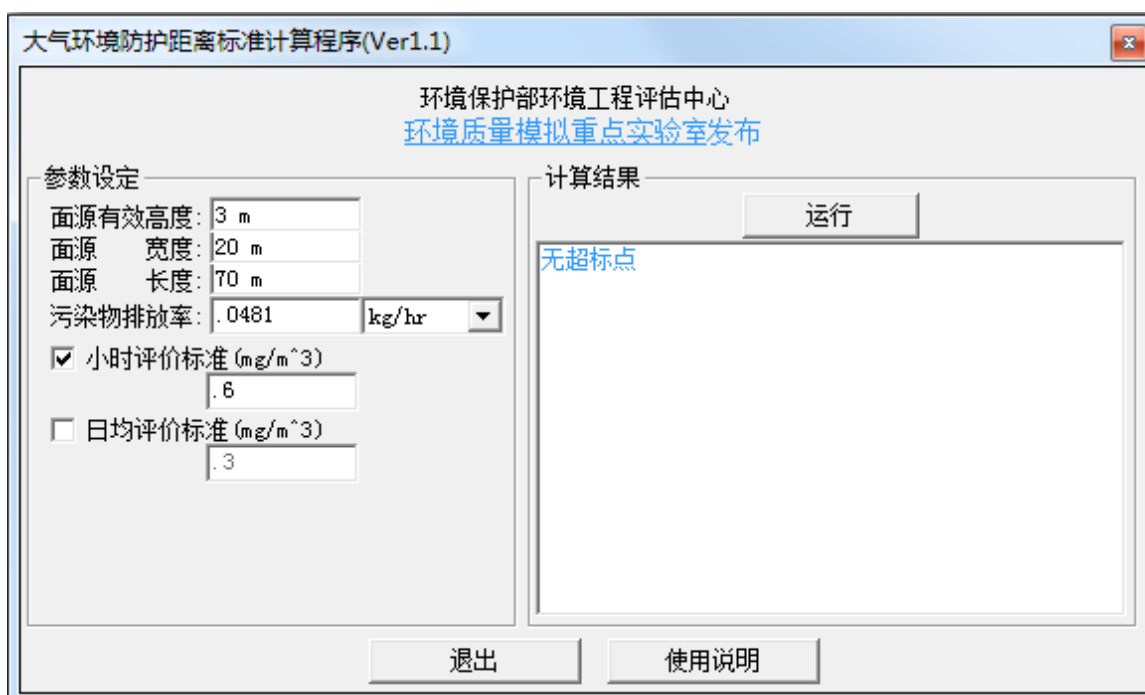 大气环境防护距离标准计算程序(Ver1.1)
环境保护部环境工程评估中心
环境质量模拟重点实验室发布
参数设定
面源有效高度: 3 m
面源 宽度: 20 m
面源 长度: 70 m
污染物排放率: .0481 kg/hr
小时评价标准(mg/m^3)
.6
日均评价标准(mg/m^3)
.3
计算结果
运行
无超标点
退出
使用说明